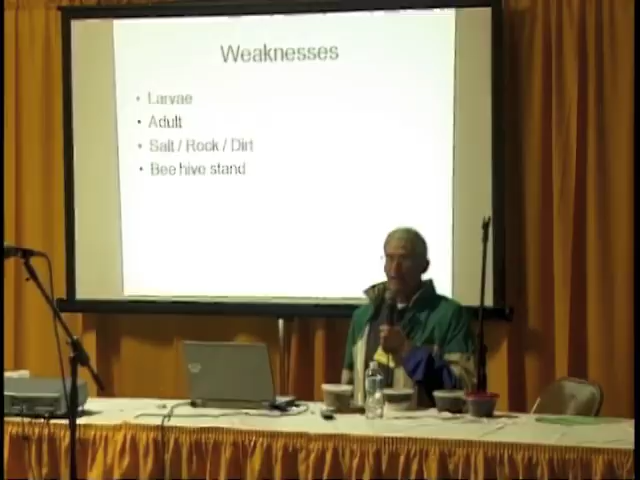 Weaknesses
• Larvae
• Adult
• Salt / Rock / Dirt
• Bee hive stand